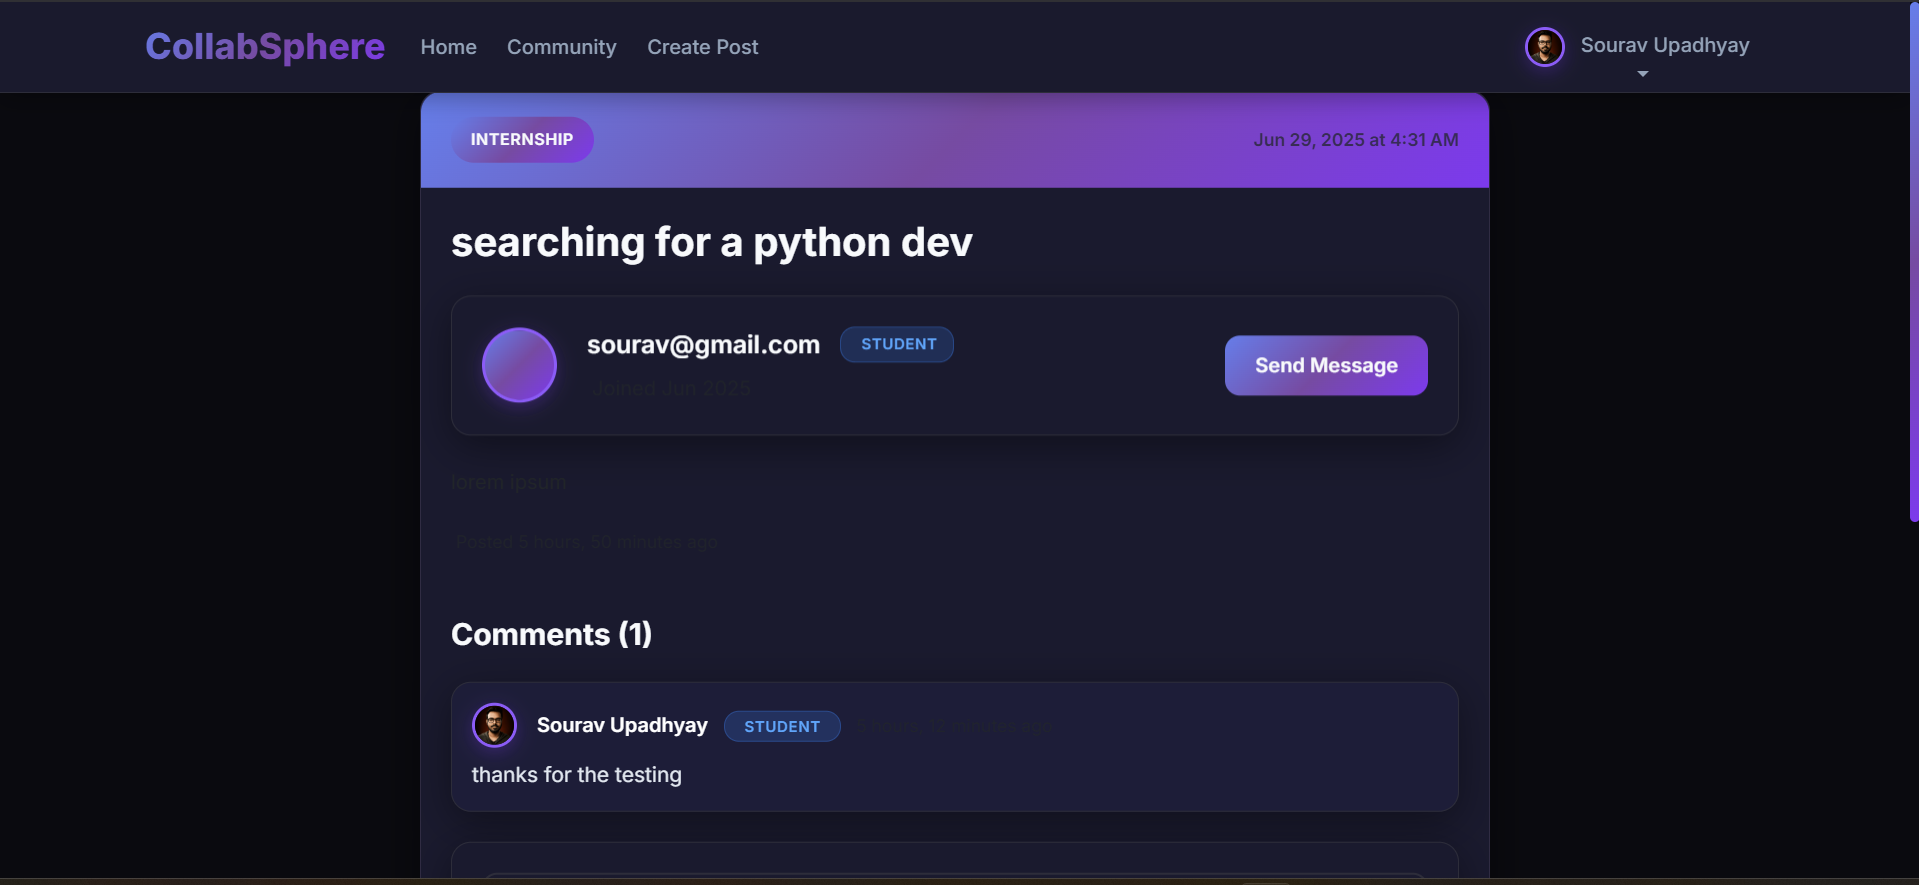 CollabSphere Home Community Create Post Sourav Upadhyay
INTERNSHIP Jun 29, 2025 at 4:31 AM
searching for a python dev
sourav@gmail.com STUDENT
Joined Jun 2025
Send Message
lorem ipsum
Posted 5 hours, 50 minutes ago
Comments (1)
Sourav Upadhyay STUDENT
thanks for the testing